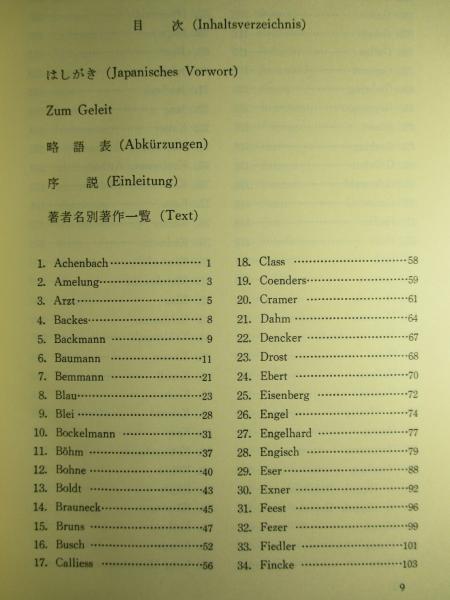 目 次 (Inhaltsverzeichnis)
はしがき (Japanisches Vorwort)
Zum Geleit
略 語 表 (Abkürzungen)
序 説 (Einleitung)
著者名別著作一覧 (Text)
1. Achenbach 1
2. Amelung 3
3. Arzt 5
4. Backes 8
5. Backmann 9
6. Baumann 11
7. Bemmann 21
8. Blau 23
9. Blei 28
10. Bockelmann 31
11. Böhm 37
12. Bohne 40
13. Boldt 43
14. Brauneck 45
15. Bruns 47
16. Busch 52
17. Calliess 56
18. Class 58
19. Coenders 59
20. Cramer 61
21. Dahm 64
22. Dencker 67
23. Drost 68
24. Ebert 70
25. Eisenberg 72
26. Engel 74
27. Engelhard 77
28. Engisch 79
29. Eser 88
30. Exner 92
31. Feest 96
32. Fezer 99
33. Fiedler 101
34. Fincke 103
9